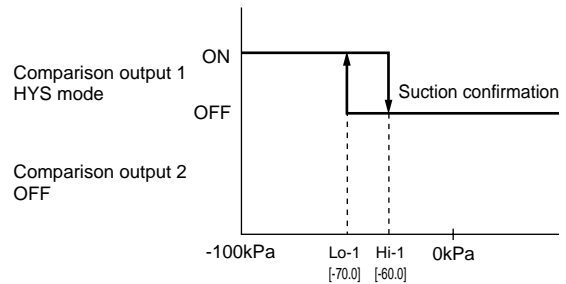 ON
Comparison output 1
HYS mode
Suction confirmation
OFF
Comparison output 2
OFF
-100kPa
Lo-1
Hi-1
0kPa
[-70.0]
[-60.0]